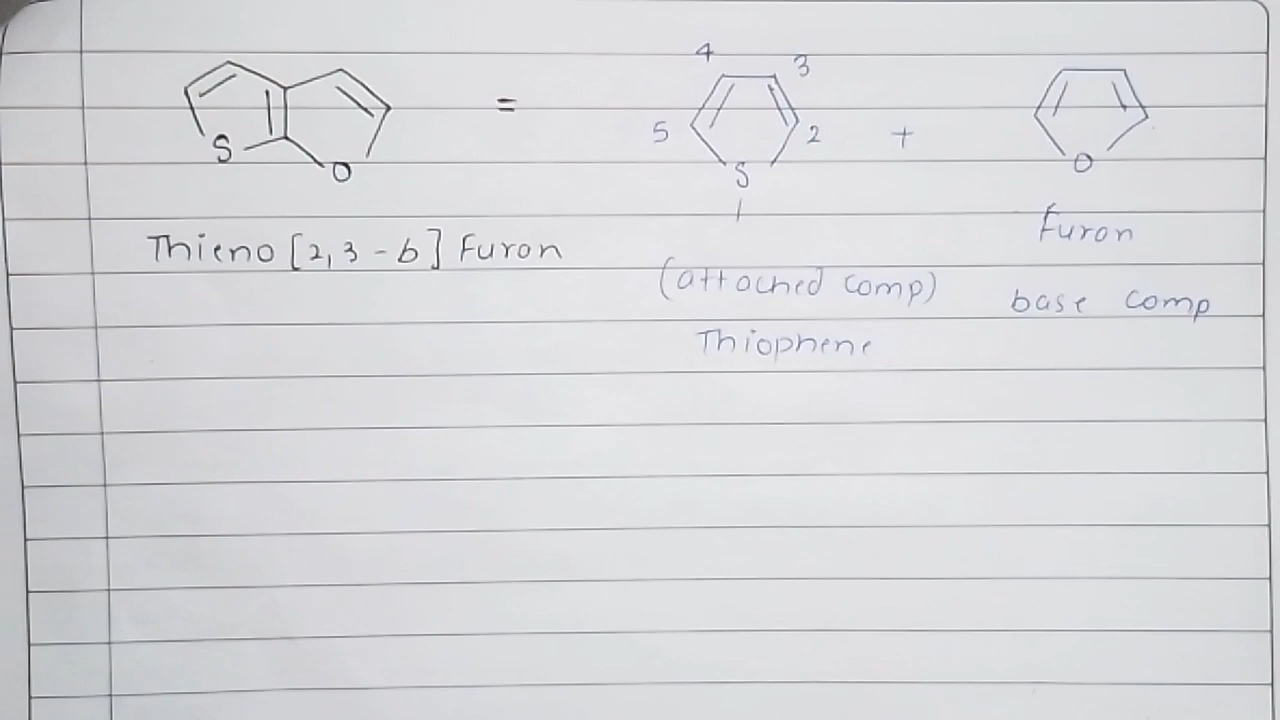 S O
=
4
3
5
2
S
1
+
O
Thieno [2,3-b] Furon
Furon
(attached comp)
base comp
Thiophene